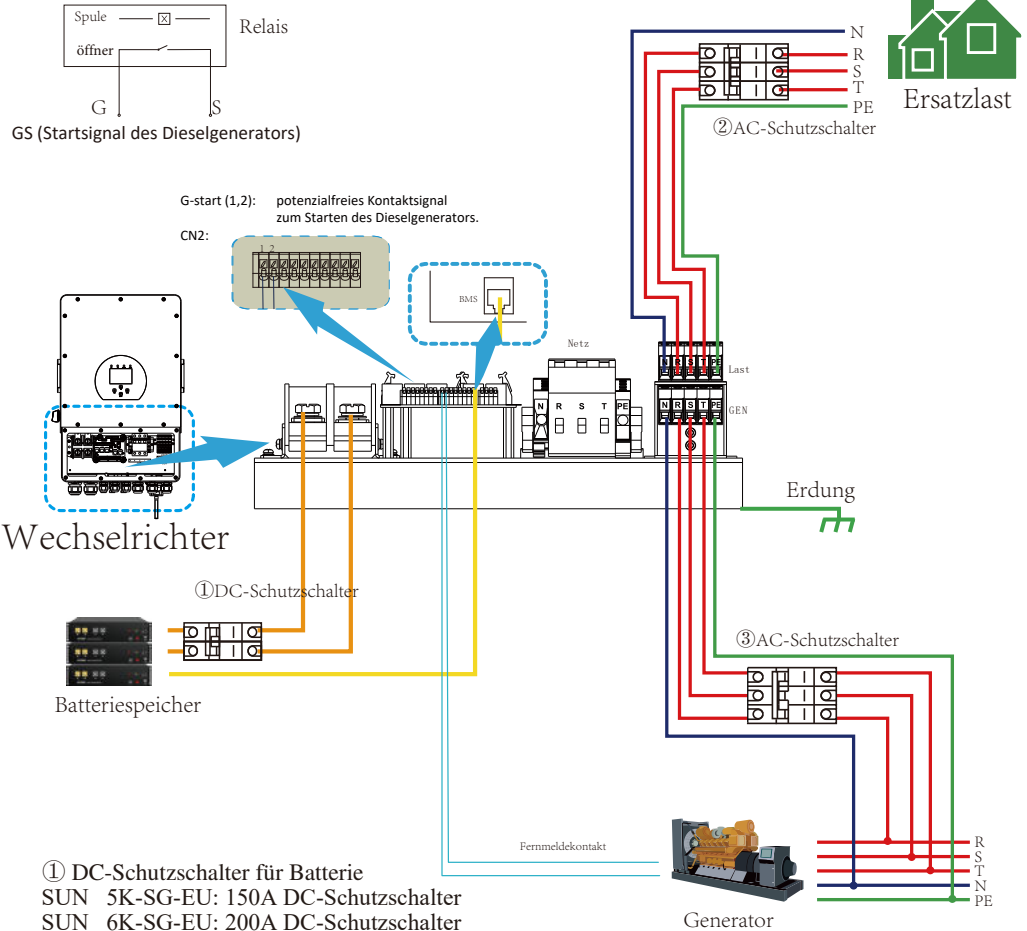 Spule
Relais
öffner
G
S
GS (Startsignal des Dieselgenerators)
N
R
S
T
PE
Ersatzlast
②AC-Schutzschalter
G-start (1,2): potenzialfreies Kontaktsignal
zum Starten des Dieselgenerators.
CN2:
1 2
BMS
Netz
N R S T PE
Last
N R S T PE
GEN
N R S T PE
Erdung
Wechselrichter
①DC-Schutzschalter
③AC-Schutzschalter
Batteriespeicher
Fernmeldekontakt
R
S
T
N
PE
Generator
① DC-Schutzschalter für Batterie
SUN 5K-SG-EU: 150A DC-Schutzschalter
SUN 6K-SG-EU: 200A DC-Schutzschalter